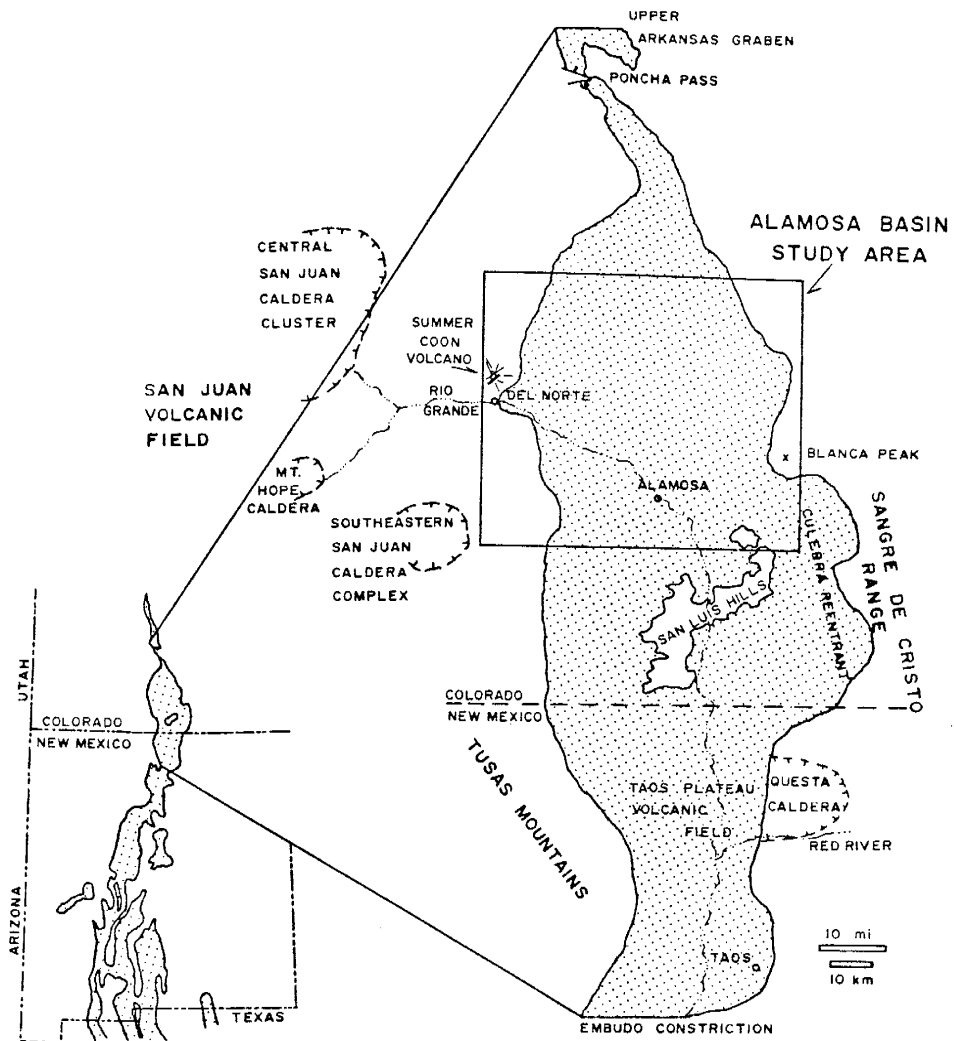 UPPER
ARKANSAS GRABEN
PONCHA PASS
ALAMOSA BASIN
STUDY AREA
CENTRAL
SAN JUAN
CALDERA
CLUSTER
SUMMER
COON
VOLCANO
SAN JUAN
VOLCANIC
FIELD
RIO
GRANDE
DEL NORTE
BLANCA PEAK
MT.
HOPE
CALDERA
ALAMOSA
SOUTHEASTERN
SAN JUAN
CALDERA
COMPLEX
SANGRE DE CRISTO
RANGE
CULEBRA REENTRANT
SAN LUIS HILLS
UTAH
COLORADO
NEW MEXICO
COLORADO
NEW MEXICO
TUSAS MOUNTAINS
TAOS PLATEAU
VOLCANIC
FIELD
QUESTA
CALDERA
RED RIVER
ARIZONA
10 mi
10 km
TAOS
TEXAS
EMBUDO CONSTRICTION